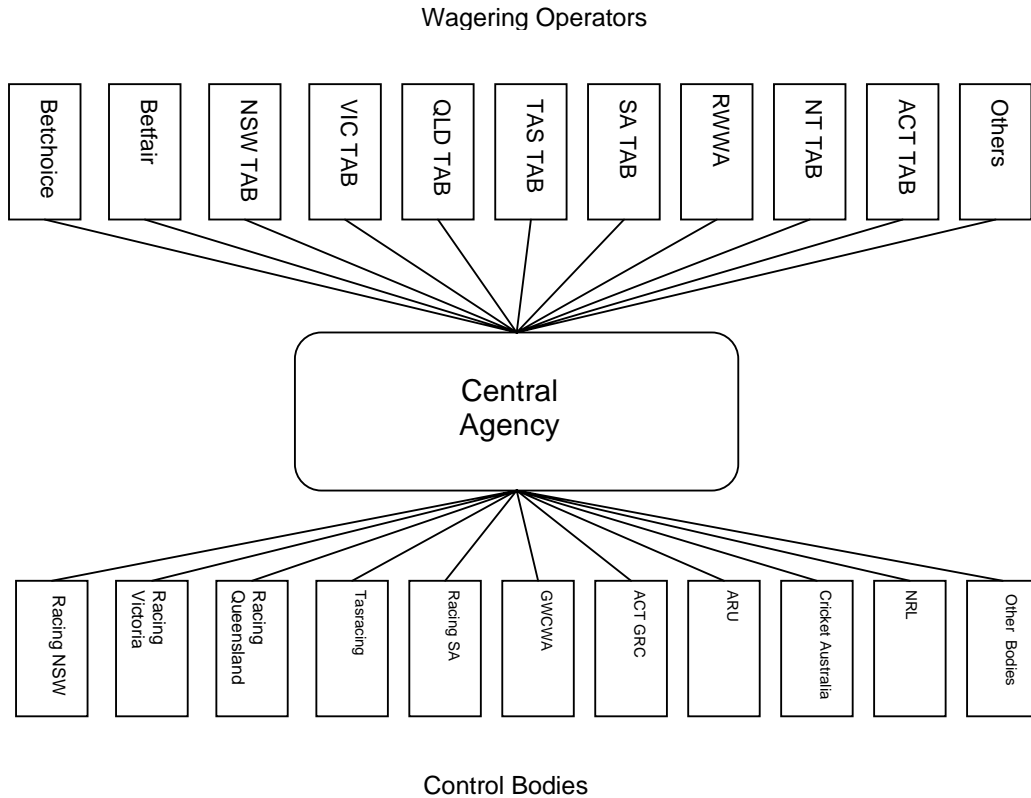 Wagering Operators
Betchoice
Betfair
NSW TAB
VIC TAB
QLD TAB
TAS TAB
SA TAB
RWWA
NT TAB
ACT TAB
Others
Central
Agency
Racing NSW
Racing
Victoria
Racing
Queensland
Tasracing
Racing SA
GWCWA
ACT GRC
ARU
Cricket Australia
NRL
Other Bodies
Control Bodies